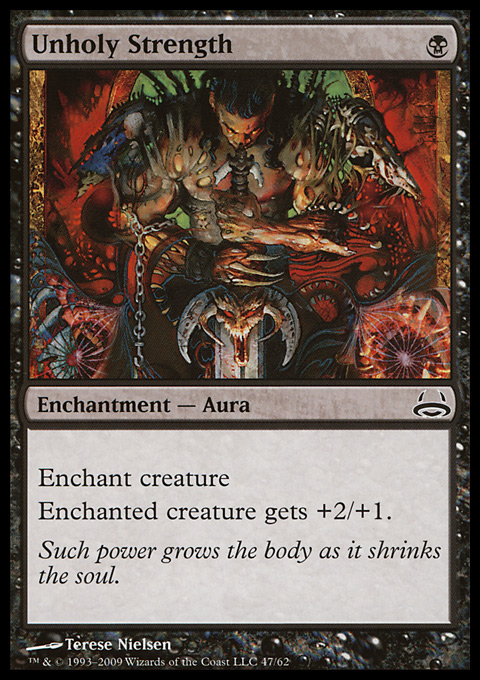 Unholy Strength
Enchantment — Aura
Enchant creature
Enchanted creature gets +2/+1.
Such power grows the body as it shrinks
the soul.
Terese Nielsen
™ & © 1993–2009 Wizards of the Coast LLC 47/62